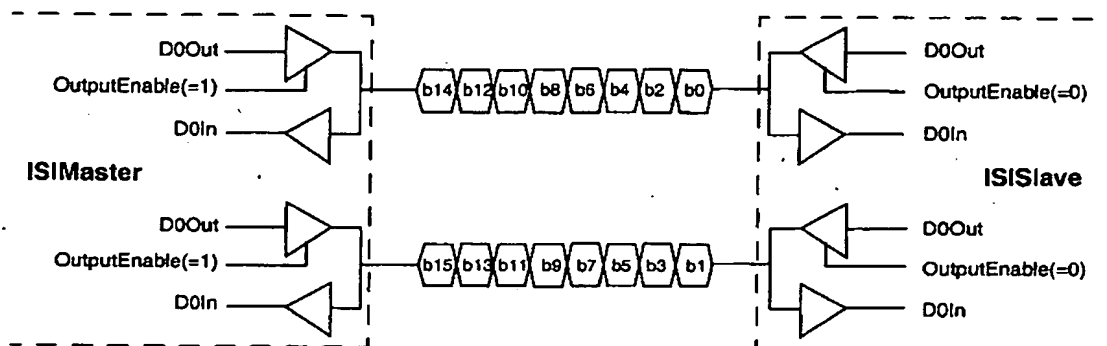 D0Out
OutputEnable(=1)
D0In
b14 b12 b10 b8 b6 b4 b2 b0
D0Out
OutputEnable(=0)
D0In
ISIMaster
ISISlave
D0Out
OutputEnable(=1)
D0In
b15 b13 b11 b9 b7 b5 b3 b1
D0Out
OutputEnable(=0)
D0In